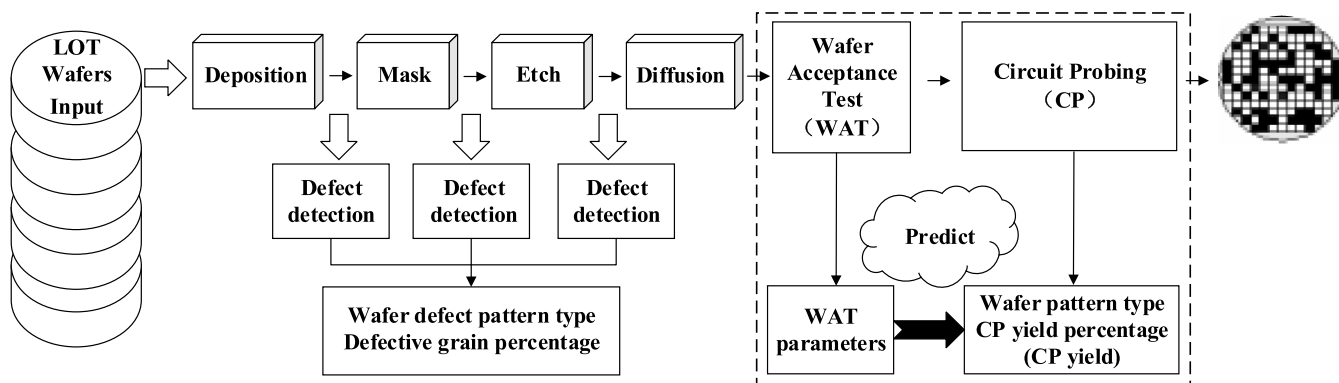 LOT
Wafers
Input
Deposition
Mask
Etch
Diffusion
Wafer
Acceptance
Test
（WAT）
Circuit Probing
（CP）
Defect
detection
Defect
detection
Defect
detection
Predict
Wafer defect pattern type
Defective grain percentage
WAT
parameters
Wafer pattern type
CP yield percentage
(CP yield)